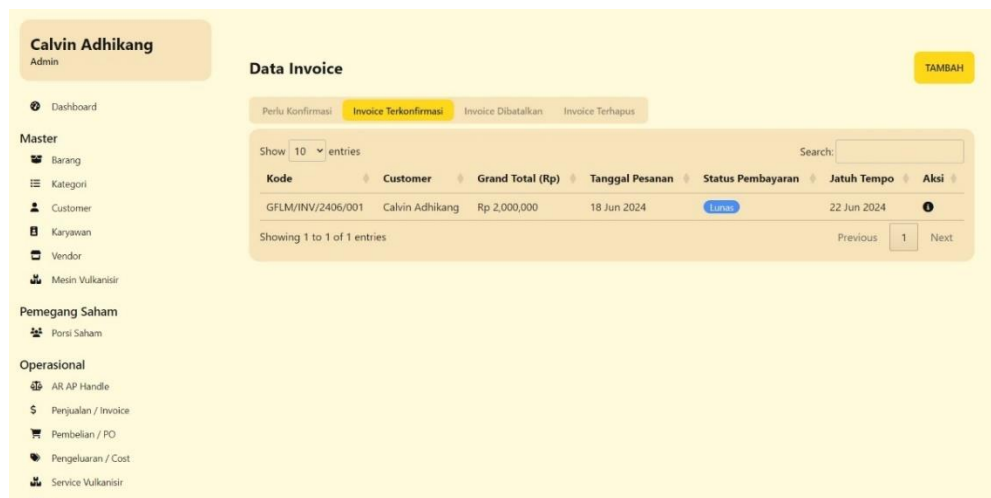 Calvin Adhikang
Admin
Dashboard
Master
Barang
Kategori
Customer
Karyawan
Vendor
Mesin Vulkanisir
Pemegang Saham
Porsi Saham
Operasional
AR AP Handle
Penjualan / Invoice
Pembelian / PO
Pengeluaran / Cost
Service Vulkanisir
Data Invoice
TAMBAH
Perlu Konfirmasi Invoice Terkonfirmasi Invoice Dibatalkan Invoice Terhapus
Show 10 entries Search:
Kode Customer Grand Total (Rp) Tanggal Pesanan Status Pembayaran Jatuh Tempo Aksi
GFLM/INV/2406/001 Calvin Adhikang Rp 2,000,000 18 Jun 2024 Lunas 22 Jun 2024
Showing 1 to 1 of 1 entries Previous 1 Next